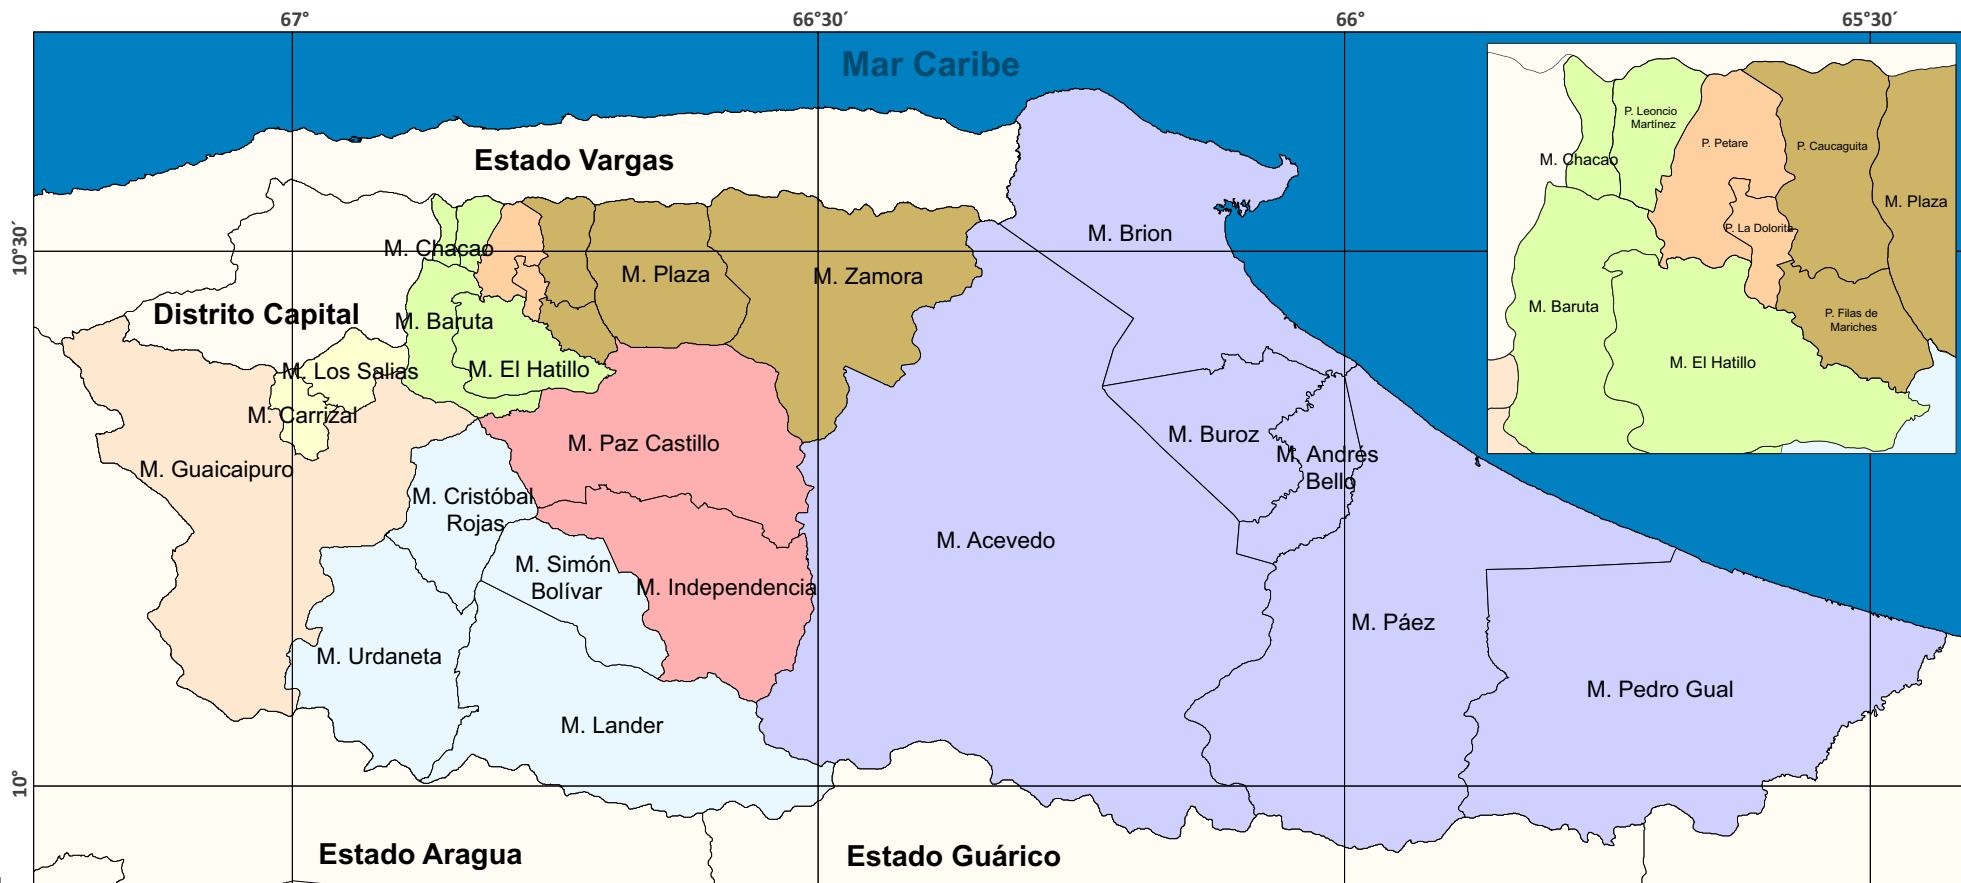 67°
66°30´
66°
65°30´
Mar Caribe
Estado Vargas
10°30´
Distrito Capital
M. Chacao
M. Plaza
M. Zamora
M. Brion
M. Baruta
M. Los Salias
M. El Hatillo
M. Carrizal
M. Guaicaipuro
M. Paz Castillo
M. Buroz
M. Andrés
Bello
M. Cristóbal
Rojas
M. Acevedo
M. Simón
Bolívar
M. Independencia
M. Páez
M. Urdaneta
M. Lander
M. Pedro Gual
10°
Estado Aragua
Estado Guárico
P. Leoncio
Martínez
M. Chacao
P. Petare
P. Caucaguita
M. Plaza
P. La Dolorita
M. Baruta
P. Filas de
Mariches
M. El Hatillo